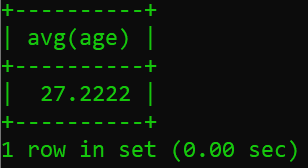 +----------+
| avg(age) |
+----------+
|  27.2222 |
+----------+
1 row in set (0.00 sec)